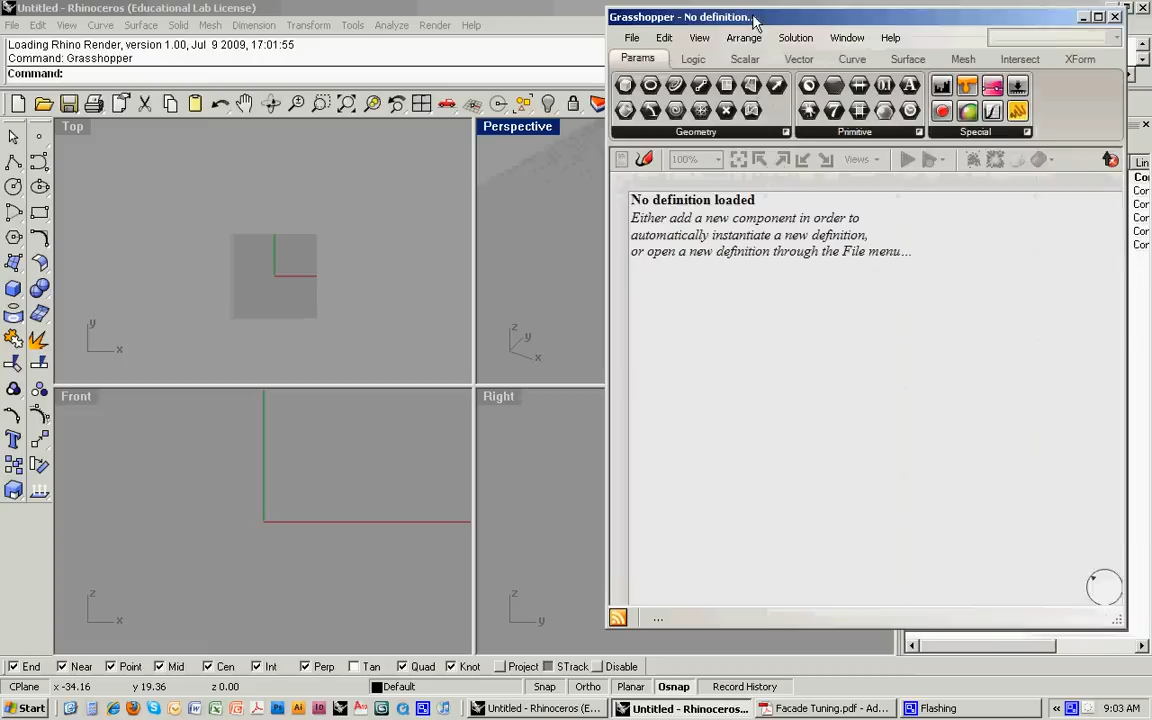 Untitled - Rhinoceros (Educational Lab License)
File Edit View Curve Surface Solid Mesh Dimension Transform Tools Analyze Render Help
Loading Rhino Render, version 1.00, Jul 9 2009, 17:01:55
Command: Grasshopper
Command:
Top
Perspective
y
x
z
y
x
Front
Right
z
x
z
y
Grasshopper - No definition...
File Edit View Arrange Solution Window Help
Params Logic Scalar Vector Curve Surface Mesh Intersect XForm
Geometry Primitive Special
100% Views
No definition loaded
Either add a new component in order to
automatically instantiate a new definition,
or open a new definition through the File menu...
...
Lin
Cor
Cor
Cor
Cor
Cor
End Near Point Mid Cen Int Perp Tan Quad Knot Project STrack Disable
CPlane x -34.16 y 19.36 z 0.00 Default Snap Ortho Planar Osnap Record History
Start Untitled - Rhinoceros (E... Untitled - Rhinoceros... Facade Tuning.pdf - Ad... Flashing 9:03 AM